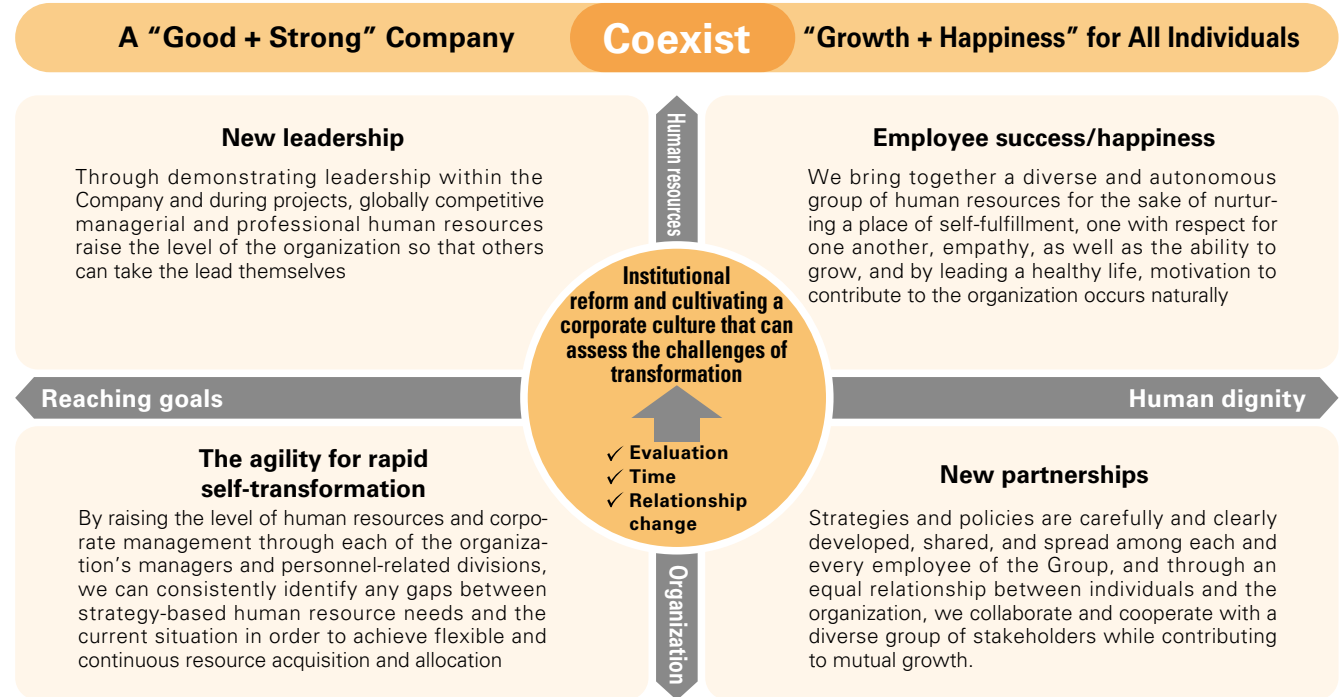 A “Good + Strong” Company
Coexist
“Growth + Happiness” for All Individuals
New leadership
Through demonstrating leadership within the
Company and during projects, globally competitive
managerial and professional human resources
raise the level of the organization so that others
can take the lead themselves
Human resources
Employee success/happiness
We bring together a diverse and autonomous
group of human resources for the sake of nurtur-
ing a place of self-fulfillment, one with respect for
one another, empathy, as well as the ability to
grow, and by leading a healthy life, motivation to
contribute to the organization occurs naturally
Institutional
reform and cultivating a
corporate culture that can
assess the challenges of
transformation
Reaching goals
Human dignity
✓ Evaluation
✓ Time
✓ Relationship
change
The agility for rapid
self-transformation
By raising the level of human resources and corpo-
rate management through each of the organiza-
tion’s managers and personnel-related divisions,
we can consistently identify any gaps between
strategy-based human resource needs and the
current situation in order to achieve flexible and
continuous resource acquisition and allocation
Organization
New partnerships
Strategies and policies are carefully and clearly
developed, shared, and spread among each and
every employee of the Group, and through an
equal relationship between individuals and the
organization, we collaborate and cooperate with a
diverse group of stakeholders while contributing
to mutual growth.